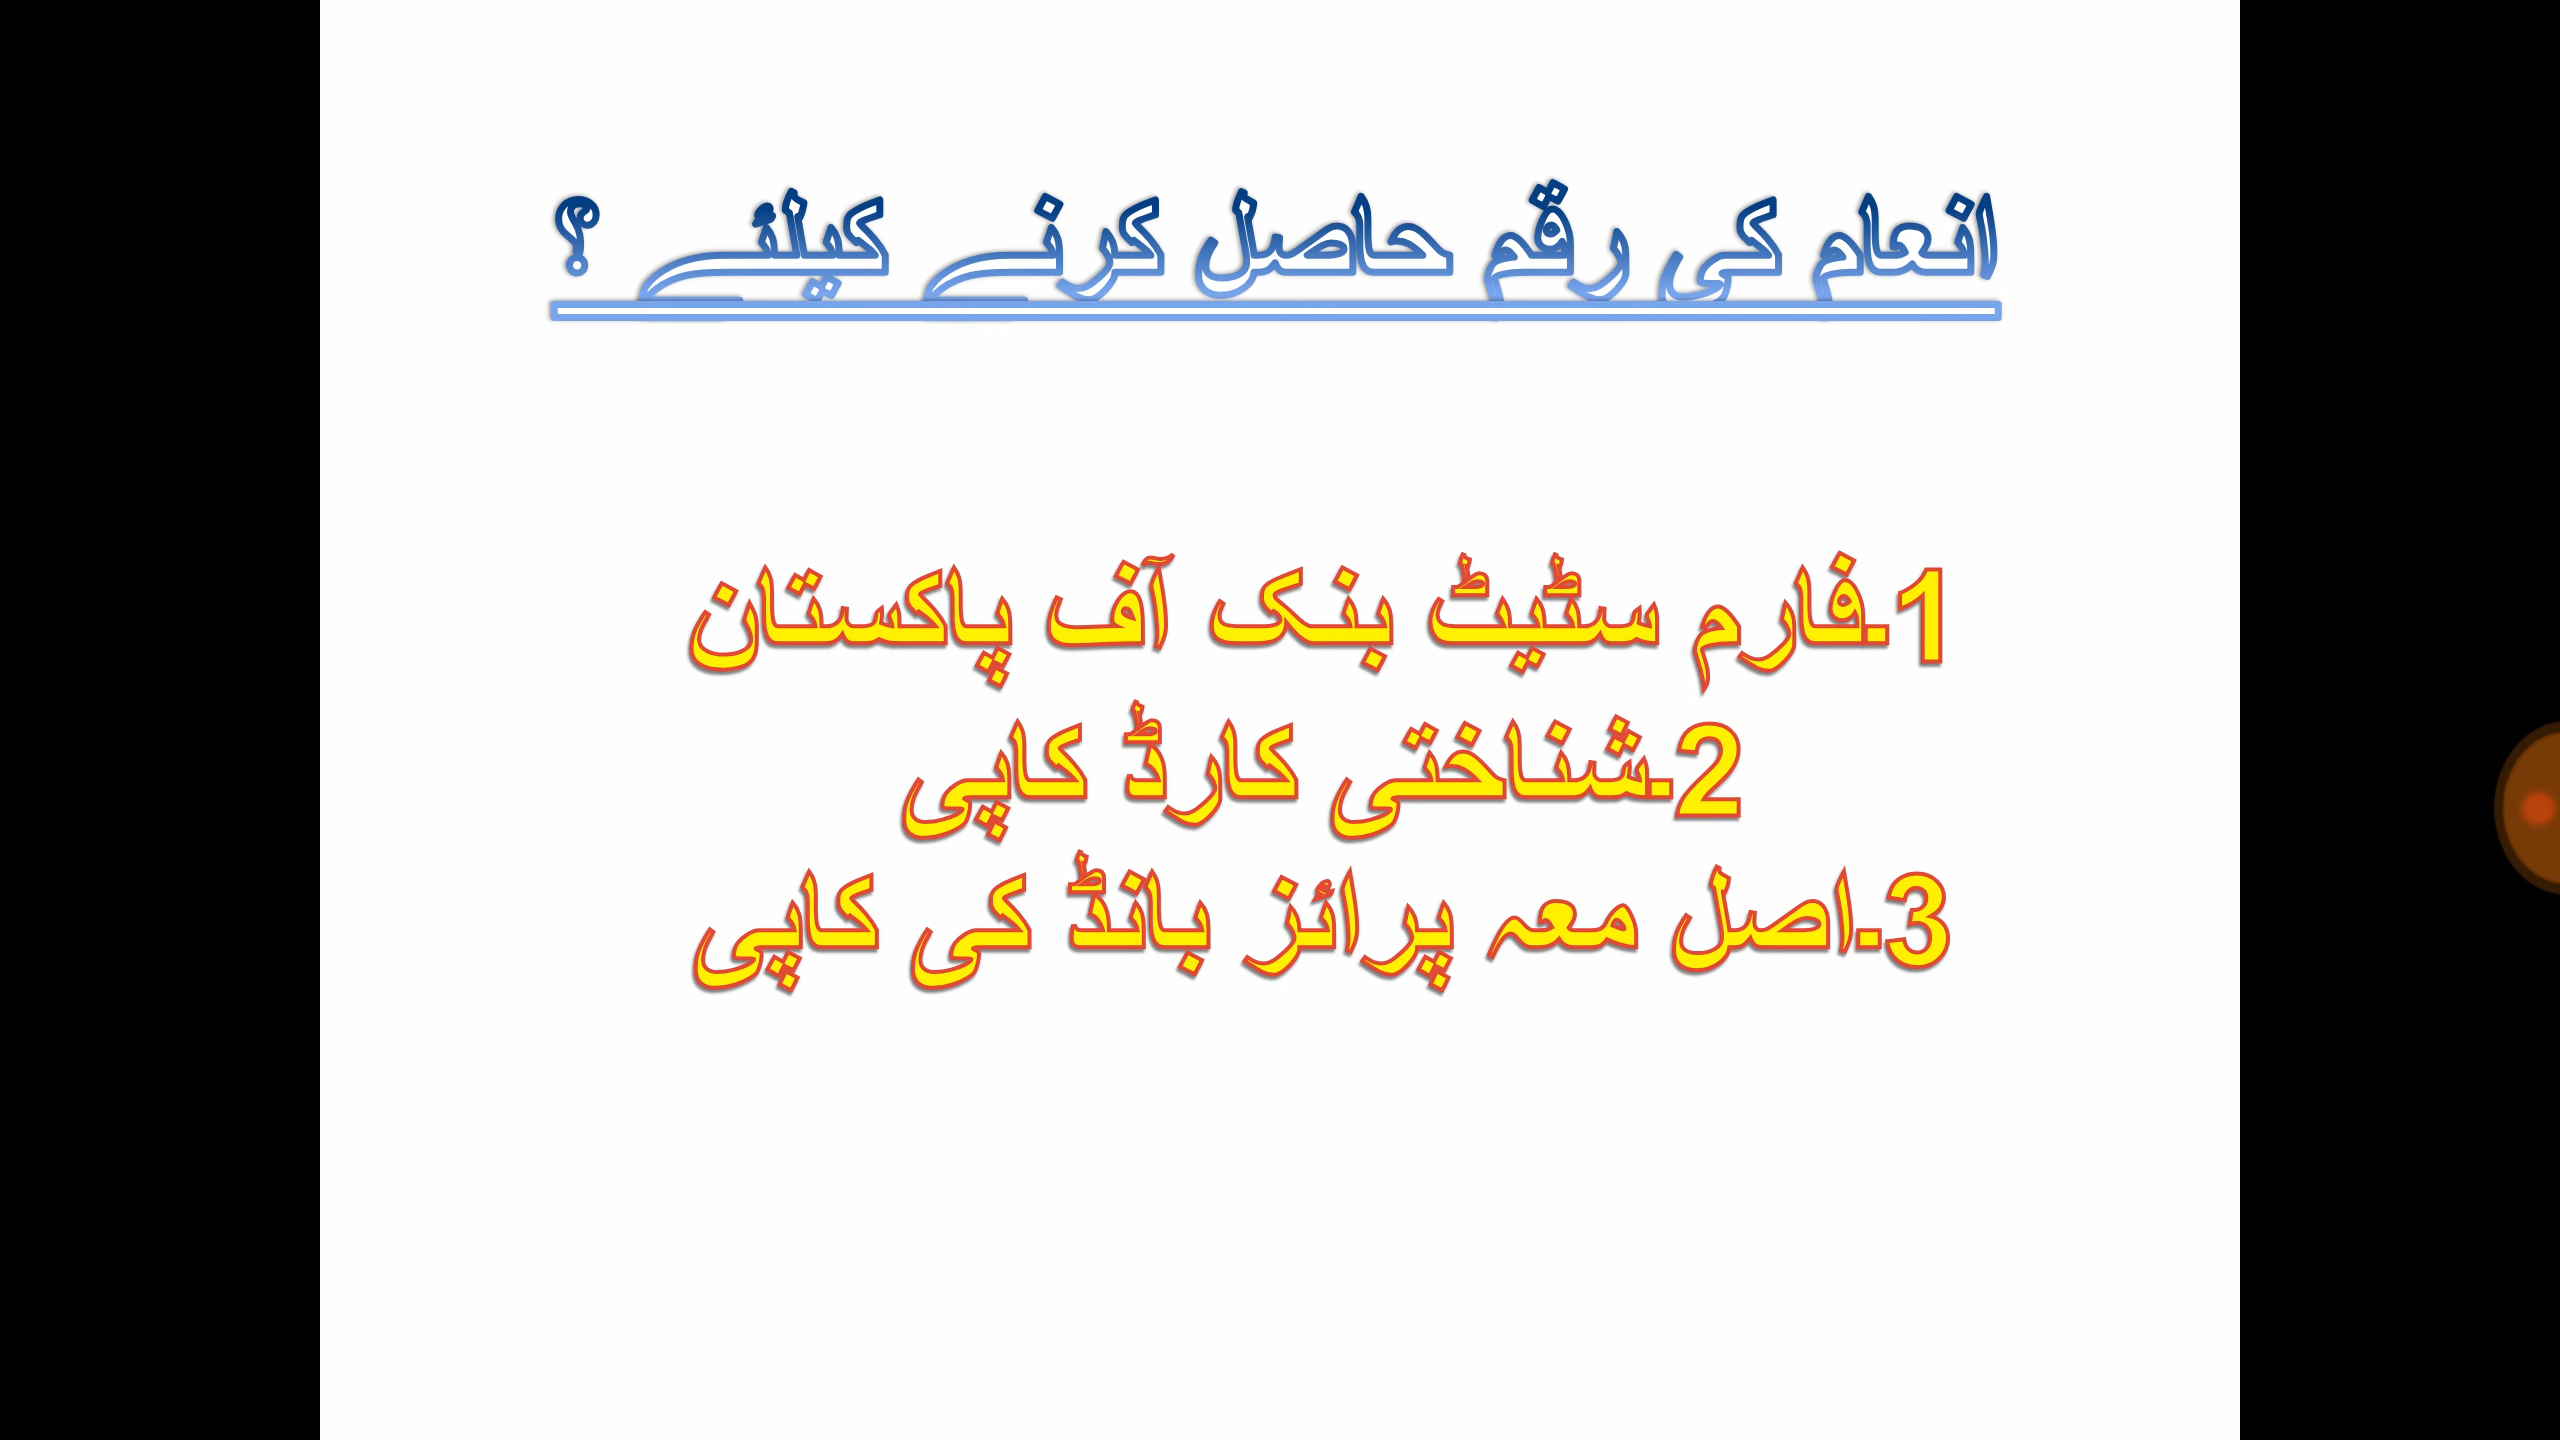 انعام کی رقم حاصل کرنے کیلئے ؟
1۔فارم سٹیٹ بنک آف پاکستان
2۔شناختی کارڈ کاپی
3۔اصل معہ پرائز بانڈ کی کاپی